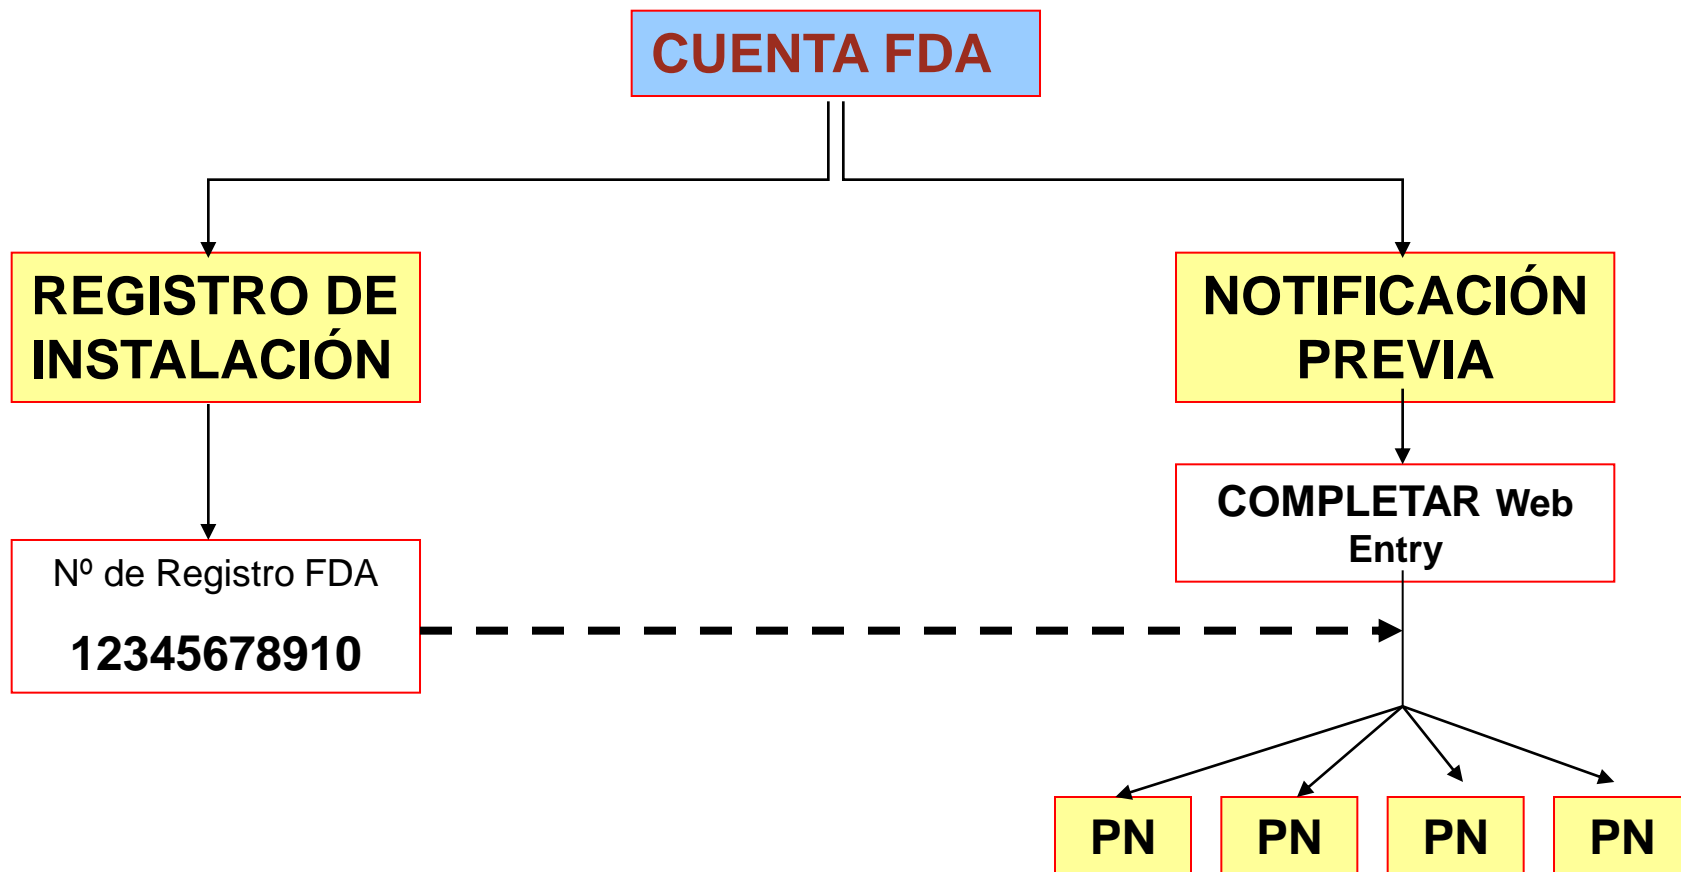 CUENTA FDA
REGISTRO DE
INSTALACIÓN
NOTIFICACIÓN
PREVIA
COMPLETAR Web
Entry
Nº de Registro FDA
12345678910
PN PN PN PN